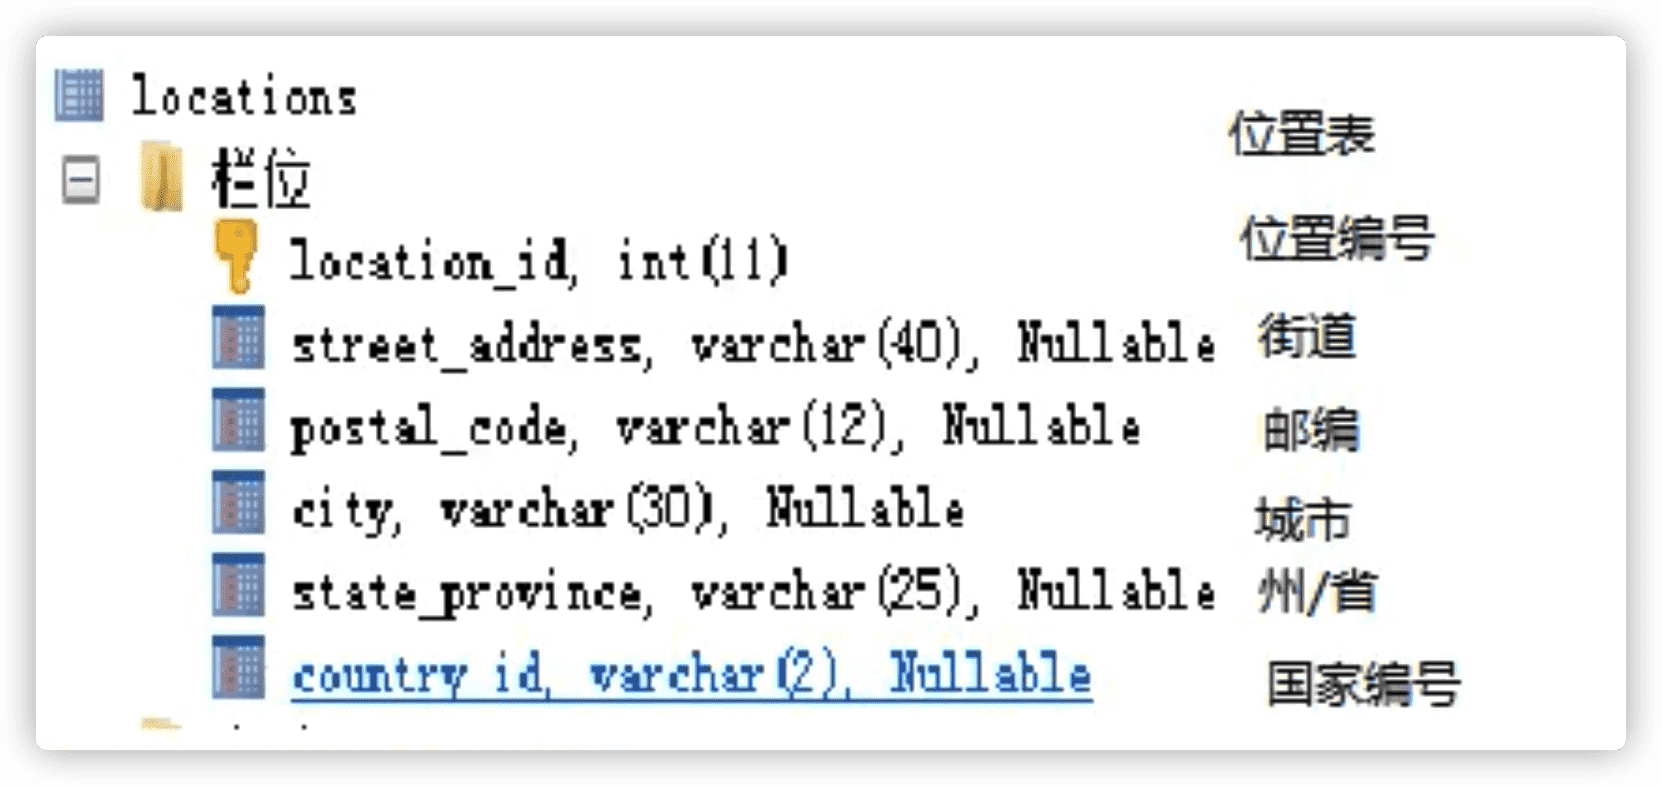 locations
位置表
栏位
location_id, int(11)
位置编号
street_address, varchar(40), Nullable
街道
postal_code, varchar(12), Nullable
邮编
city, varchar(30), Nullable
城市
state_province, varchar(25), Nullable
州/省
country_id, varchar(2), Nullable
国家编号